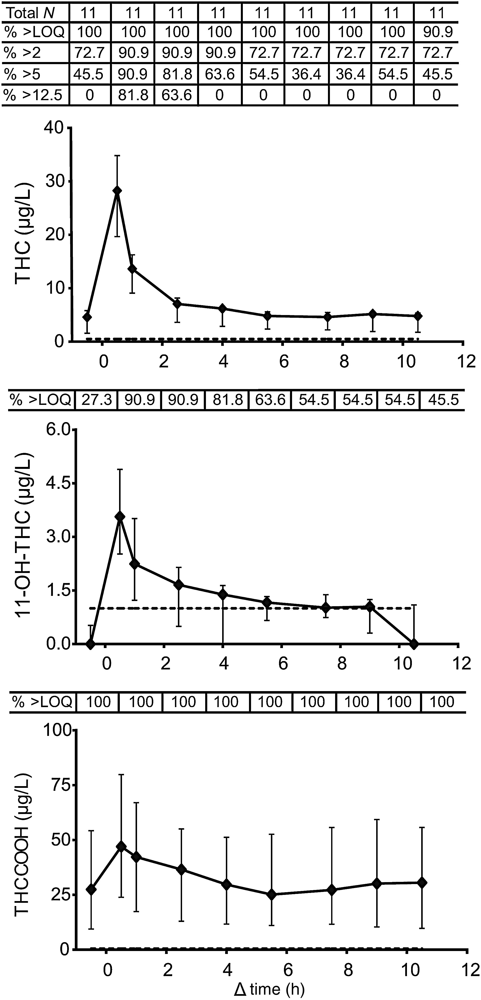 Total N 11 11 11 11 11 11 11 11 11
% >LOQ 100 100 100 100 100 100 100 100 90.9
% >2 72.7 90.9 90.9 90.9 72.7 72.7 72.7 72.7 72.7
% >5 45.5 90.9 81.8 63.6 54.5 36.4 36.4 54.5 45.5
% >12.5 0 81.8 63.6 0 0 0 0 0 0
THC (µg/L)
40
30
20
10
0
0 2 4 6 8 10 12
% >LOQ 27.3 90.9 90.9 81.8 63.6 54.5 54.5 54.5 45.5
11-OH-THC (µg/L)
6.0
4.5
3.0
1.5
0.0
0 2 4 6 8 10 12
% >LOQ 100 100 100 100 100 100 100 100 100
THCCOOH (µg/L)
100
75
50
25
0
0 2 4 6 8 10 12
Δ time (h)